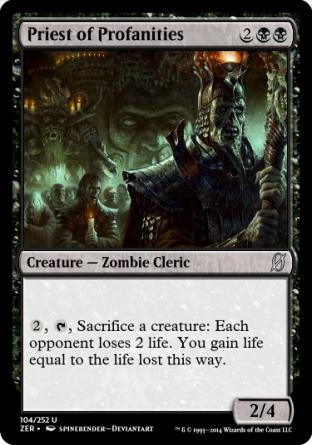 Priest of Profanities 2
Creature — Zombie Cleric
2, , Sacrifice a creature: Each
opponent loses 2 life. You gain life
equal to the life lost this way.
2/4
104/252 U
ZER • SPINEBENDER—DEVIANTART
™ & © 1993–2014 Wizards of the Coast LLC